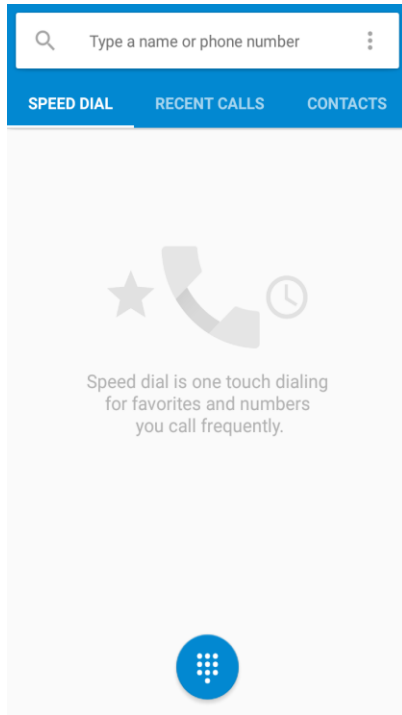 Type a name or phone number
SPEED DIAL RECENT CALLS CONTACTS
Speed dial is one touch dialing
for favorites and numbers
you call frequently.